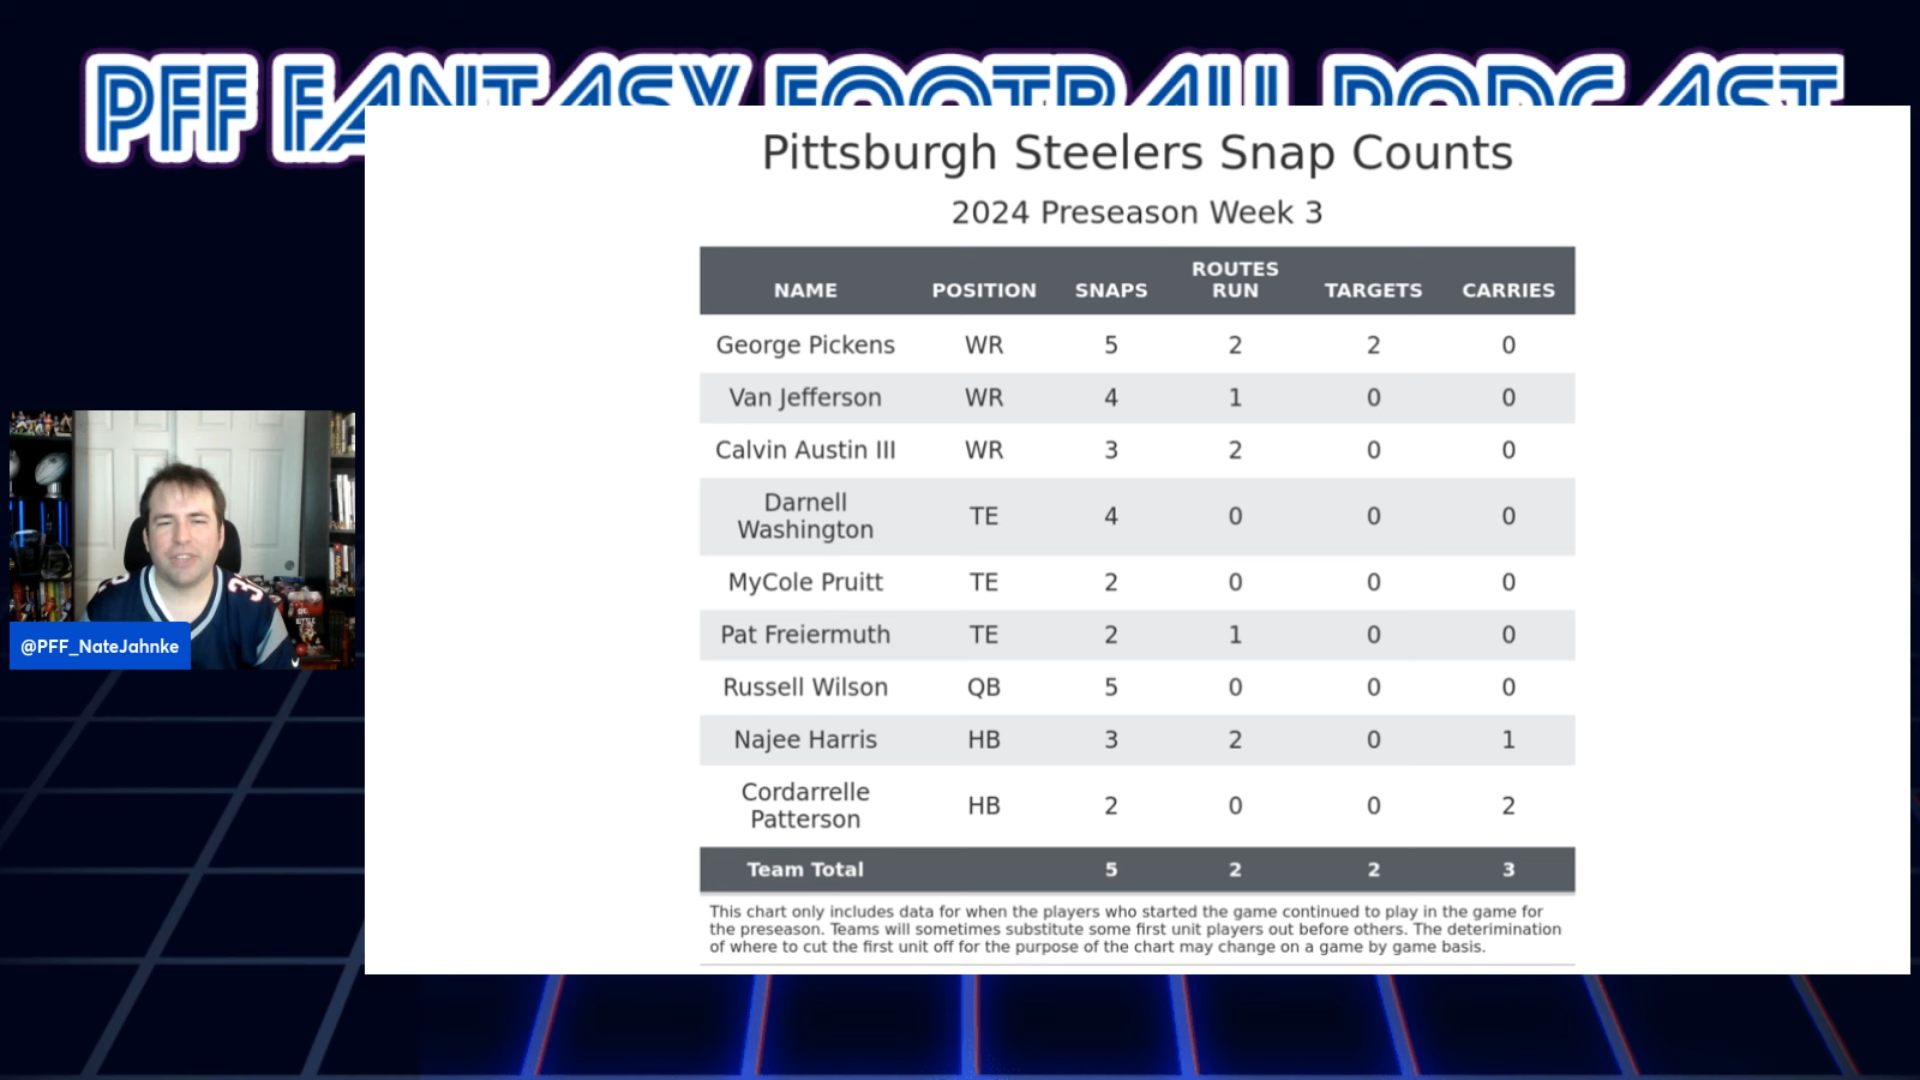 PFF FANTASY FOOTBALL PODCAST
Pittsburgh Steelers Snap Counts
2024 Preseason Week 3
NAME POSITION SNAPS ROUTES RUN TARGETS CARRIES
George Pickens WR 5 2 2 0
Van Jefferson WR 4 1 0 0
Calvin Austin III WR 3 2 0 0
Darnell Washington TE 4 0 0 0
MyCole Pruitt TE 2 0 0 0
Pat Freiermuth TE 2 1 0 0
Russell Wilson QB 5 0 0 0
Najee Harris HB 3 2 0 1
Cordarrelle Patterson HB 2 0 0 2
Team Total 5 2 2 3
This chart only includes data for when the players who started the game continued to play in the game for
the preseason. Teams will sometimes substitute some first unit players out before others. The determination
of where to cut the first unit off for the purpose of the chart may change on a game by game basis.
@PFF_NateJahnke